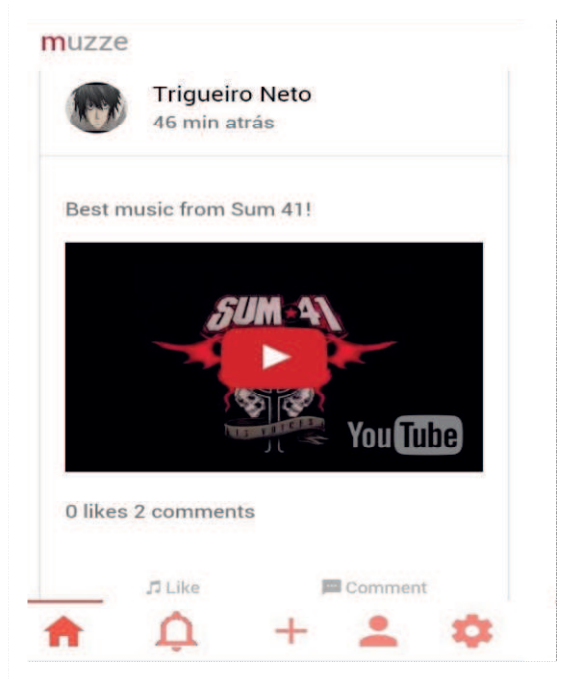 muzze
Trigueiro Neto
46 min atrás
Best music from Sum 41!
SUM 41
VOICES
YouTube
0 likes 2 comments
Like
Comment